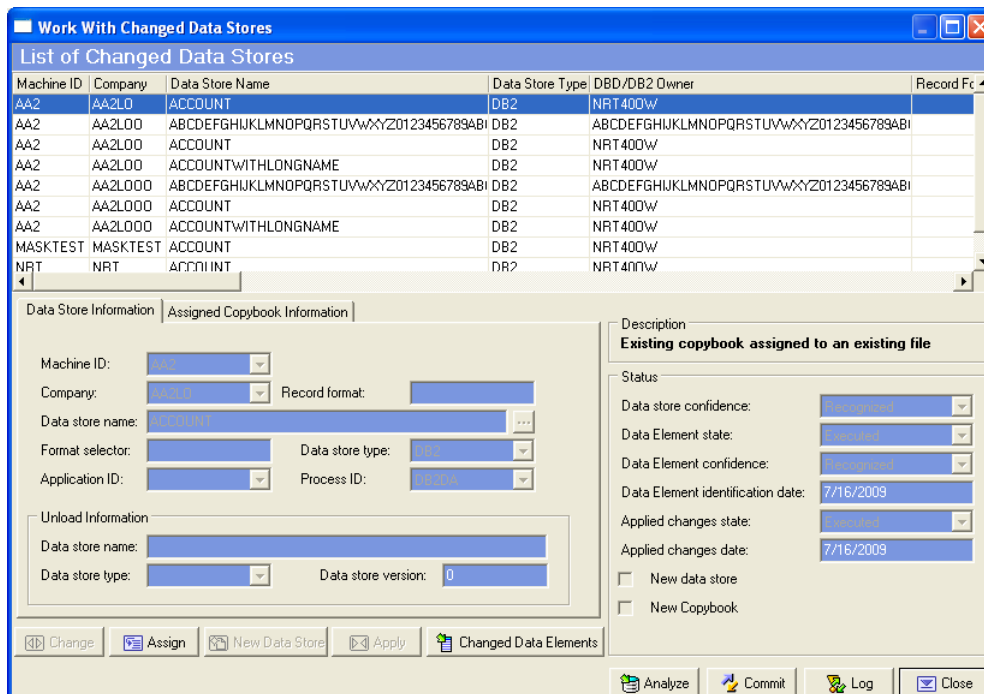 Work With Changed Data Stores
List of Changed Data Stores
Machine ID Company Data Store Name Data Store Type DBD/DB2 Owner Record Fc
AA2 AA2LO ACCOUNT DB2 NRT400W
AA2 AA2LOO ABCDEFGHIJKLMNOPQRSTUVWXYZ0123456789AB DB2 ABCDEFGHIJKLMNOPQRSTUVWXYZ0123456789AB
AA2 AA2LOO ACCOUNT DB2 NRT400W
AA2 AA2LOO ACCOUNTWITHLONGNAME DB2 NRT400W
AA2 AA2LOOO ABCDEFGHIJKLMNOPQRSTUVWXYZ0123456789AB DB2 ABCDEFGHIJKLMNOPQRSTUVWXYZ0123456789AB
AA2 AA2LOOO ACCOUNT DB2 NRT400W
AA2 AA2LOOO ACCOUNTWITHLONGNAME DB2 NRT400W
MASKTEST MASKTEST ACCOUNT DB2 NRT400W
NRT NRT ACCOUNT DB2 NRT400W
Data Store Information Assigned Copybook Information
Machine ID: AA2
Company: AA2LO Record format:
Data store name: ACCOUNT ...
Format selector: Data store type: DB2
Application ID: Process ID: DB2DA
Unload Information
Data store name:
Data store type: Data store version: 0
Description
Existing copybook assigned to an existing file
Status
Data store confidence: Recognized
Data Element state: Executed
Data Element confidence: Recognized
Data Element identification date: 7/16/2009
Applied changes state: Executed
Applied changes date: 7/16/2009
New data store
New Copybook
Change Assign New Data Store Apply Changed Data Elements
Analyze Commit Log Close